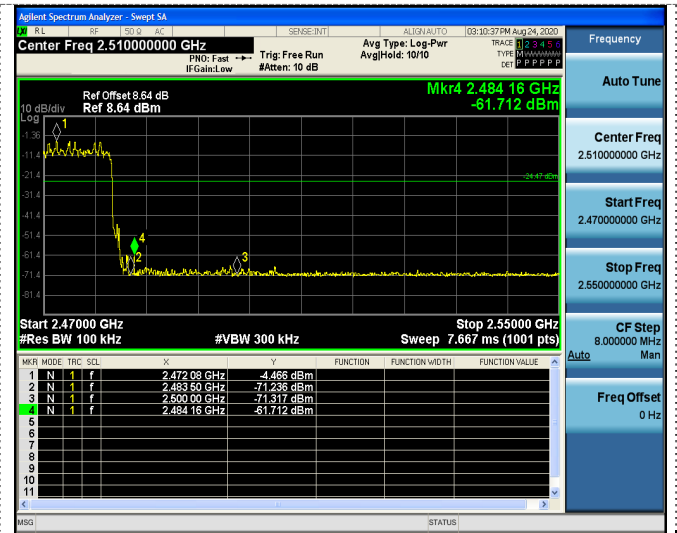 Agilent Spectrum Analyzer - Swept SA
RL RF 50 Ω AC SENSE:INT ALIGN AUTO 03:10:37 PM Aug 24, 2020
Center Freq 2.510000000 GHz
PNO: Fast
IFGain:Low
Trig: Free Run
#Atten: 10 dB
Avg Type: Log-Pwr
Avg|Hold: 10/10
TRACE 1 2 3 4 5 6
TYPE M W W W W W
DET P P P P P P
Ref Offset 8.64 dB
Ref 8.64 dBm
10 dB/div
Log
Mkr4 2.484 16 GHz
-61.712 dBm
-1.36
-11.4
-21.4
-31.4
-41.4
-51.4
-61.4
-71.4
-81.4
1
2
3
4
-24.47 dBm
Start 2.47000 GHz
Stop 2.55000 GHz
#Res BW 100 kHz
#VBW 300 kHz
Sweep 7.667 ms (1001 pts)
MKR MODE TRC SCL X Y FUNCTION FUNCTION WIDTH FUNCTION VALUE
1 N 1 f 2.472 08 GHz -4.466 dBm
2 N 1 f 2.483 50 GHz -71.236 dBm
3 N 1 f 2.500 00 GHz -71.317 dBm
4 N 1 f 2.484 16 GHz -61.712 dBm
5
6
7
8
9
10
11
MSG
STATUS
Frequency
Auto Tune
Center Freq
2.510000000 GHz
Start Freq
2.470000000 GHz
Stop Freq
2.550000000 GHz
CF Step
8.000000 MHz
Auto Man
Freq Offset
0 Hz